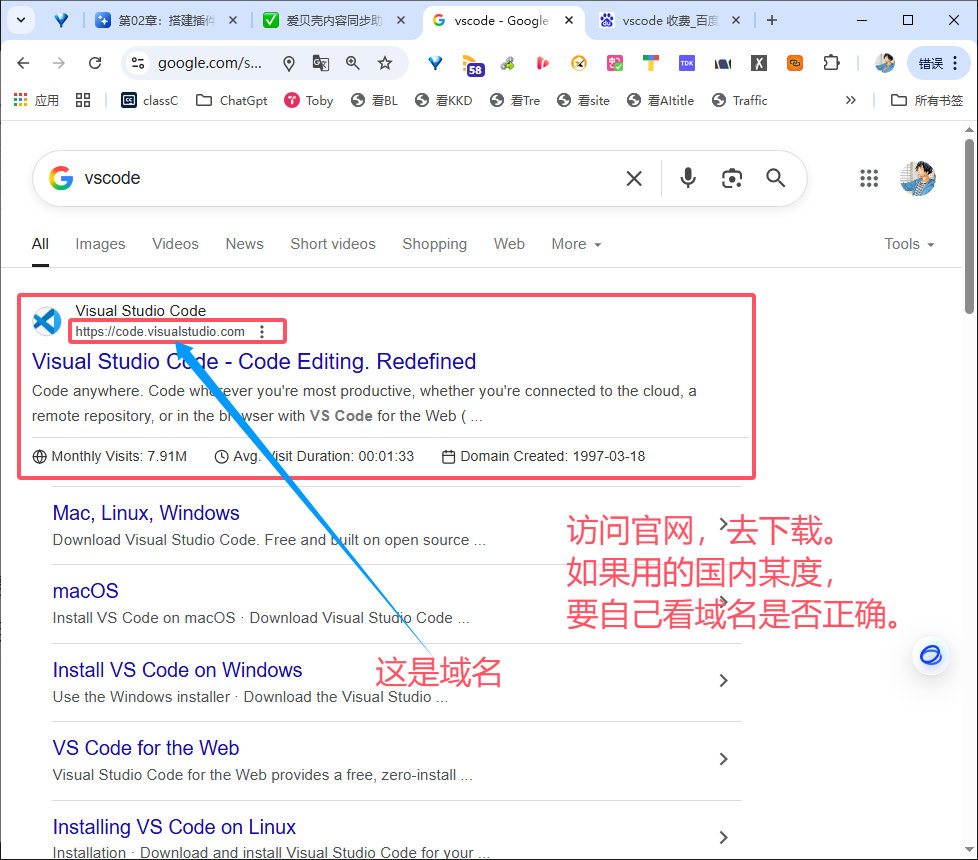 第02章：搭建插件
爱贝壳内容同步助
vscode - Google
vscode 收费_百度
google.com/s...
58
TDK
错误
应用
classC
ChatGpt
Toby
看BL
看KKD
看Tre
看site
看AItitle
Traffic
所有书签
vscode
All
Images
Videos
News
Short videos
Shopping
Web
More
Tools
Visual Studio Code
https://code.visualstudio.com
Visual Studio Code - Code Editing. Redefined
Code anywhere. Code wherever you're most productive, whether you're connected to the cloud, a
remote repository, or in the browser with VS Code for the Web ( ...
Monthly Visits: 7.91M
Avg. Visit Duration: 00:01:33
Domain Created: 1997-03-18
Mac, Linux, Windows
Download Visual Studio Code. Free and built on open source ...
macOS
Install VS Code on macOS · Download Visual Studio Code ...
访问官网，去下载。
如果用的国内某度，
要自己看域名是否正确。
这是域名
Install VS Code on Windows
Use the Windows installer · Download the Visual Studio ...
VS Code for the Web
Visual Studio Code for the Web provides a free, zero-install ...
Installing VS Code on Linux
Installation · Download and install Visual Studio Code for your ...